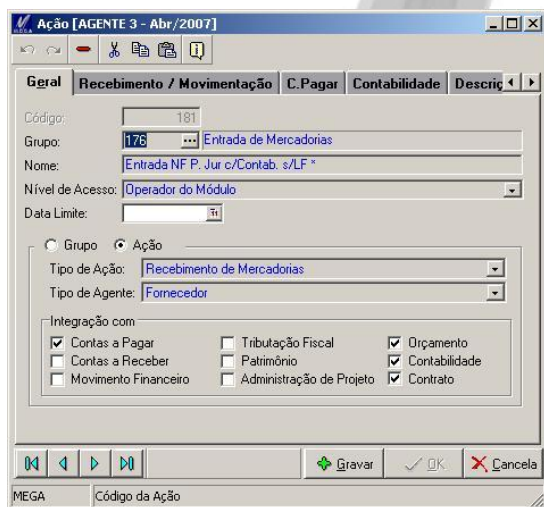 Ação [AGENTE 3 - Abr/2007]
Geral Recebimento / Movimentação C.Pagar Contabilidade Descriç
Código: 181
Grupo: 176 ... Entrada de Mercadorias
Nome: Entrada NF P. Jur c/Contab. s/LF *
Nível de Acesso: Operador do Módulo
Data Limite:
Grupo Ação
Tipo de Ação: Recebimento de Mercadorias
Tipo de Agente: Fornecedor
Integração com
Contas a Pagar Tributação Fiscal Orçamento
Contas a Receber Patrimônio Contabilidade
Movimento Financeiro Administração de Projeto Contrato
Gravar OK Cancela
MEGA Código da Ação